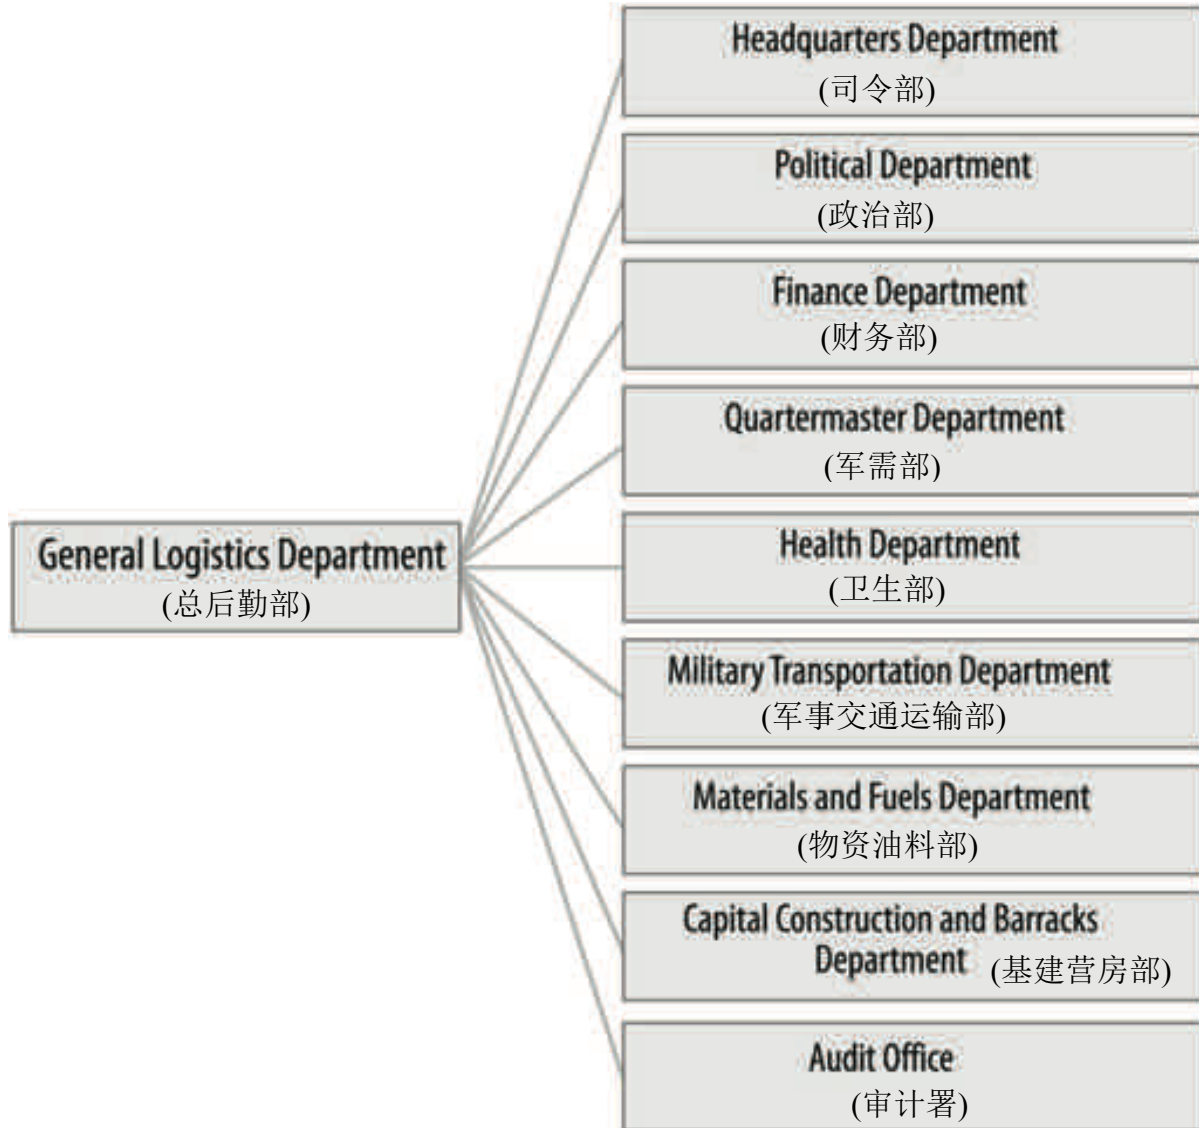 Headquarters Department
(司令部)
Political Department
(政治部)
Finance Department
(财务部)
Quartermaster Department
(军需部)
General Logistics Department
(总后勤部)
Health Department
(卫生部)
Military Transportation Department
(军事交通运输部)
Materials and Fuels Department
(物资油料部)
Capital Construction and Barracks
Department (基建营房部)
Audit Office
(审计署)